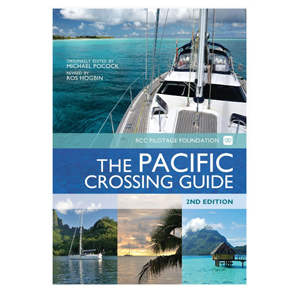 ORIGINALLY EDITED BY
MICHAEL POCOCK
REVISED BY
ROS HOGBIN
RCC PILOTAGE FOUNDATION
THE PACIFIC
CROSSING GUIDE
2ND EDITION